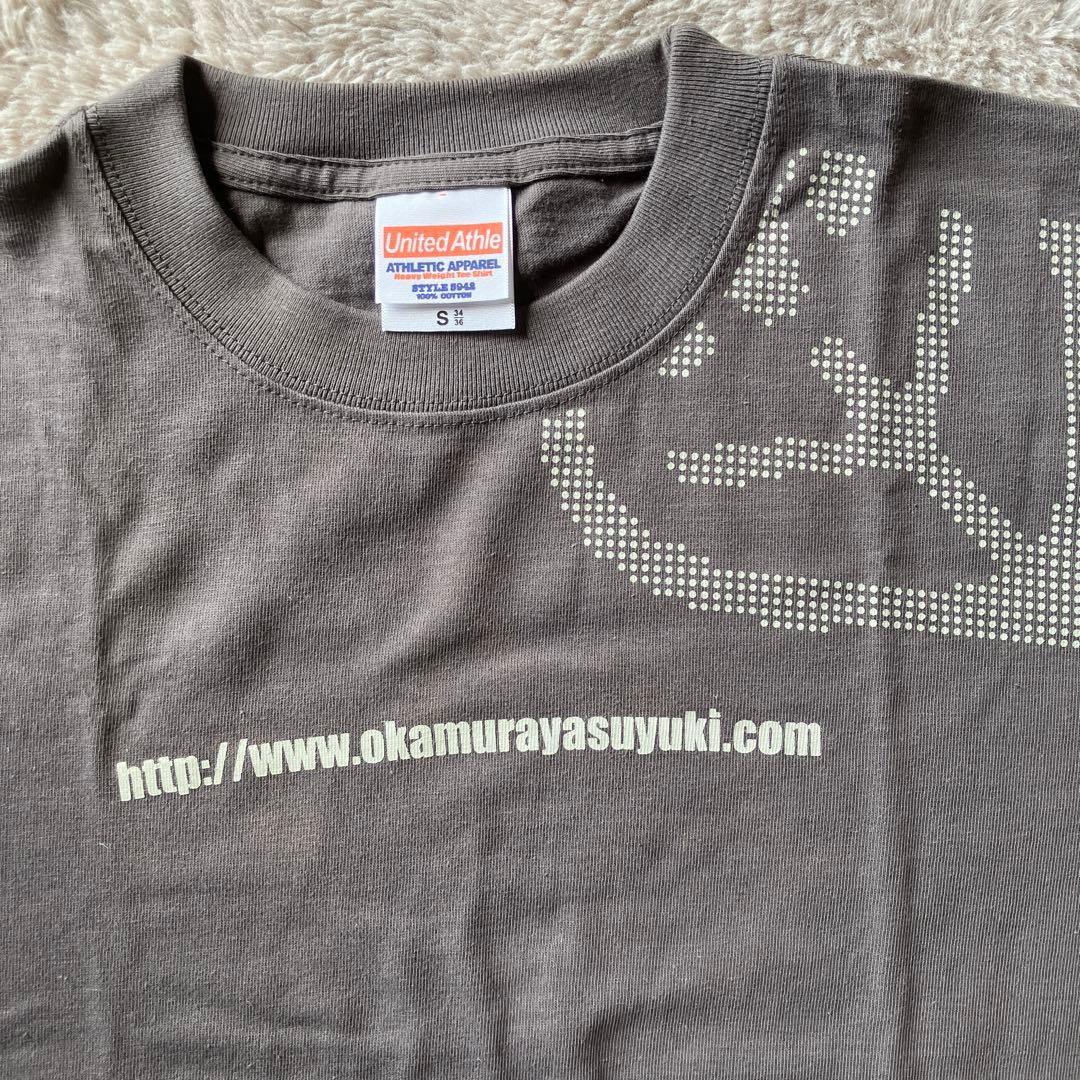 United Athle
ATHLETIC APPAREL
Heavy Weight Tee Shirt
STYLE 5942
100% COTTON
S 34/36
http://www.okamurayasuyuki.com